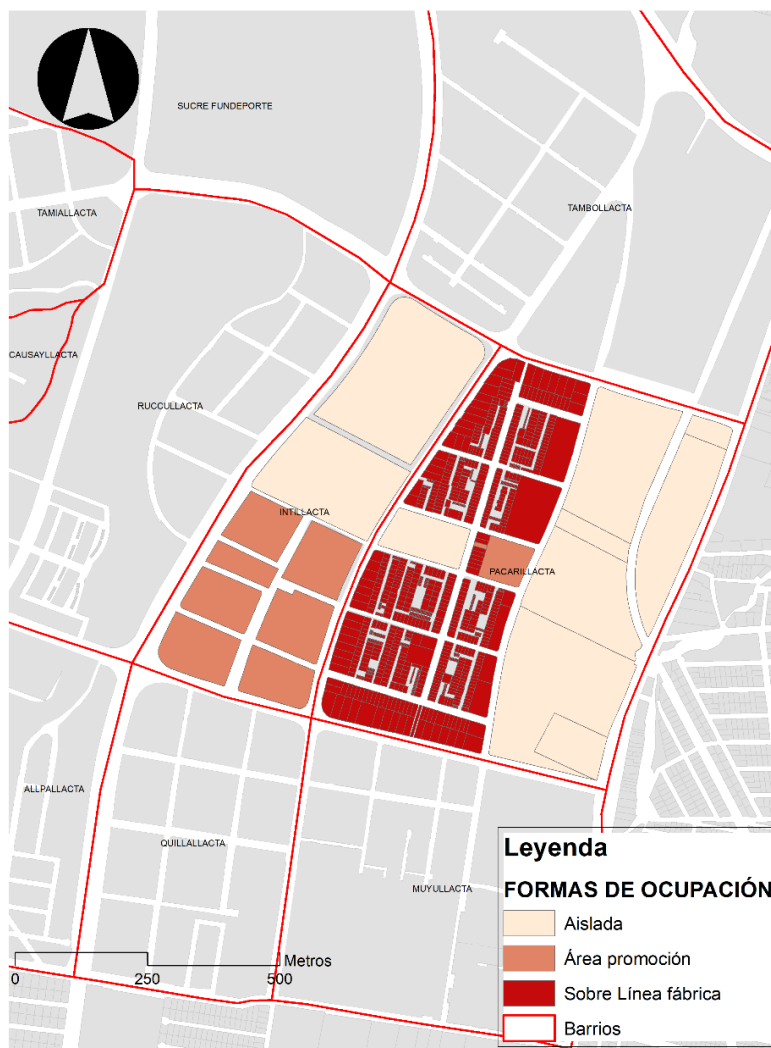 SUCRE FUNDEPORTE
TAMIALLACTA
TAMBOLLACTA
CAUSAYLLACTA
RUCCULLACTA
INTILLACTA
PACARILLACTA
ALLPALLACTA
QUILLALLACTA
MUYULLACTA
Leyenda
FORMAS DE OCUPACIÓN
Aislada
Área promoción
Sobre Línea fábrica
Barrios
Metros
0 250 500